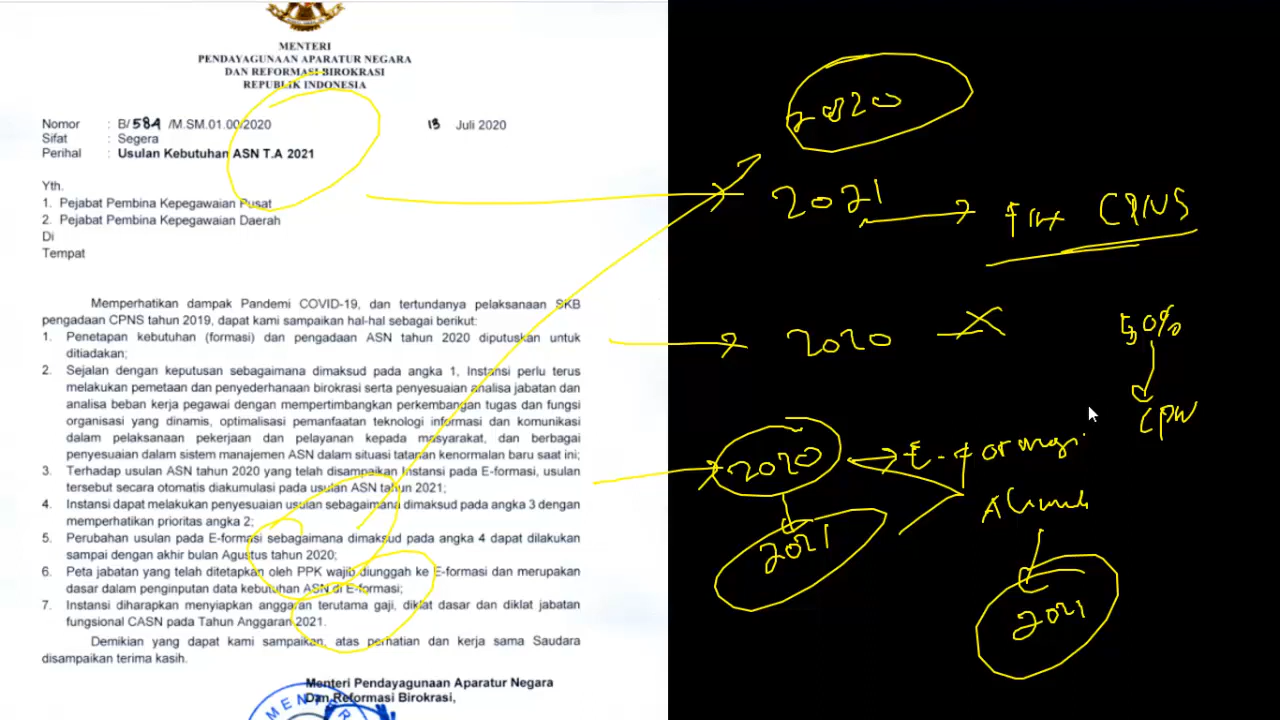 MENTERI
PENDAYAGUNAAN APARATUR NEGARA
DAN REFORMASI BIROKRASI
REPUBLIK INDONESIA
Nomor : B/584 /M.SM.01.00/2020 13 Juli 2020
Sifat : Segera
Perihal : Usulan Kebutuhan ASN T.A 2021
Yth.
1. Pejabat Pembina Kepegawaian Pusat
2. Pejabat Pembina Kepegawaian Daerah
Di
Tempat
Memperhatikan dampak Pandemi COVID-19, dan tertundanya pelaksanaan SKB
pengadaan CPNS tahun 2019, dapat kami sampaikan hal-hal sebagai berikut:
1. Penetapan kebutuhan (formasi) dan pengadaan ASN tahun 2020 diputuskan untuk
ditiadakan;
2. Sejalan dengan keputusan sebagaimana dimaksud pada angka 1, Instansi perlu terus
melakukan pemetaan dan penyederhanaan birokrasi serta penyesuaian analisa jabatan dan
analisa beban kerja pegawai dengan mempertimbangkan perkembangan tugas dan fungsi
organisasi yang dinamis, optimalisasi pemanfaatan teknologi informasi dan komunikasi
dalam pelaksanaan pekerjaan dan pelayanan kepada masyarakat, dan berbagai
penyesuaian dalam sistem manajemen ASN dalam situasi tatanan kenormalan baru saat ini;
3. Terhadap usulan ASN tahun 2020 yang telah disampaikan Instansi pada E-formasi, usulan
tersebut secara otomatis diakumulasi pada usulan ASN tahun 2021;
4. Instansi dapat melakukan penyesuaian usulan sebagaimana dimaksud pada angka 3 dengan
memperhatikan prioritas angka 2;
5. Perubahan usulan pada E-formasi sebagaimana dimaksud pada angka 4 dapat dilakukan
sampai dengan akhir bulan Agustus tahun 2020;
6. Peta jabatan yang telah ditetapkan oleh PPK wajib diunggah ke E-formasi dan merupakan
dasar dalam penginputan data kebutuhan ASN di E-formasi;
7. Instansi diharapkan menyiapkan anggaran terutama gaji, diklat dasar dan diklat jabatan
fungsional CASN pada Tahun Anggaran 2021.
Demikian yang dapat kami sampaikan, atas perhatian dan kerja sama Saudara
disampaikan terima kasih.
Menteri Pendayagunaan Aparatur Negara
Dan Reformasi Birokrasi,
MENTER
2020
2021 CPNS
2020 50%
2020
2021
2021